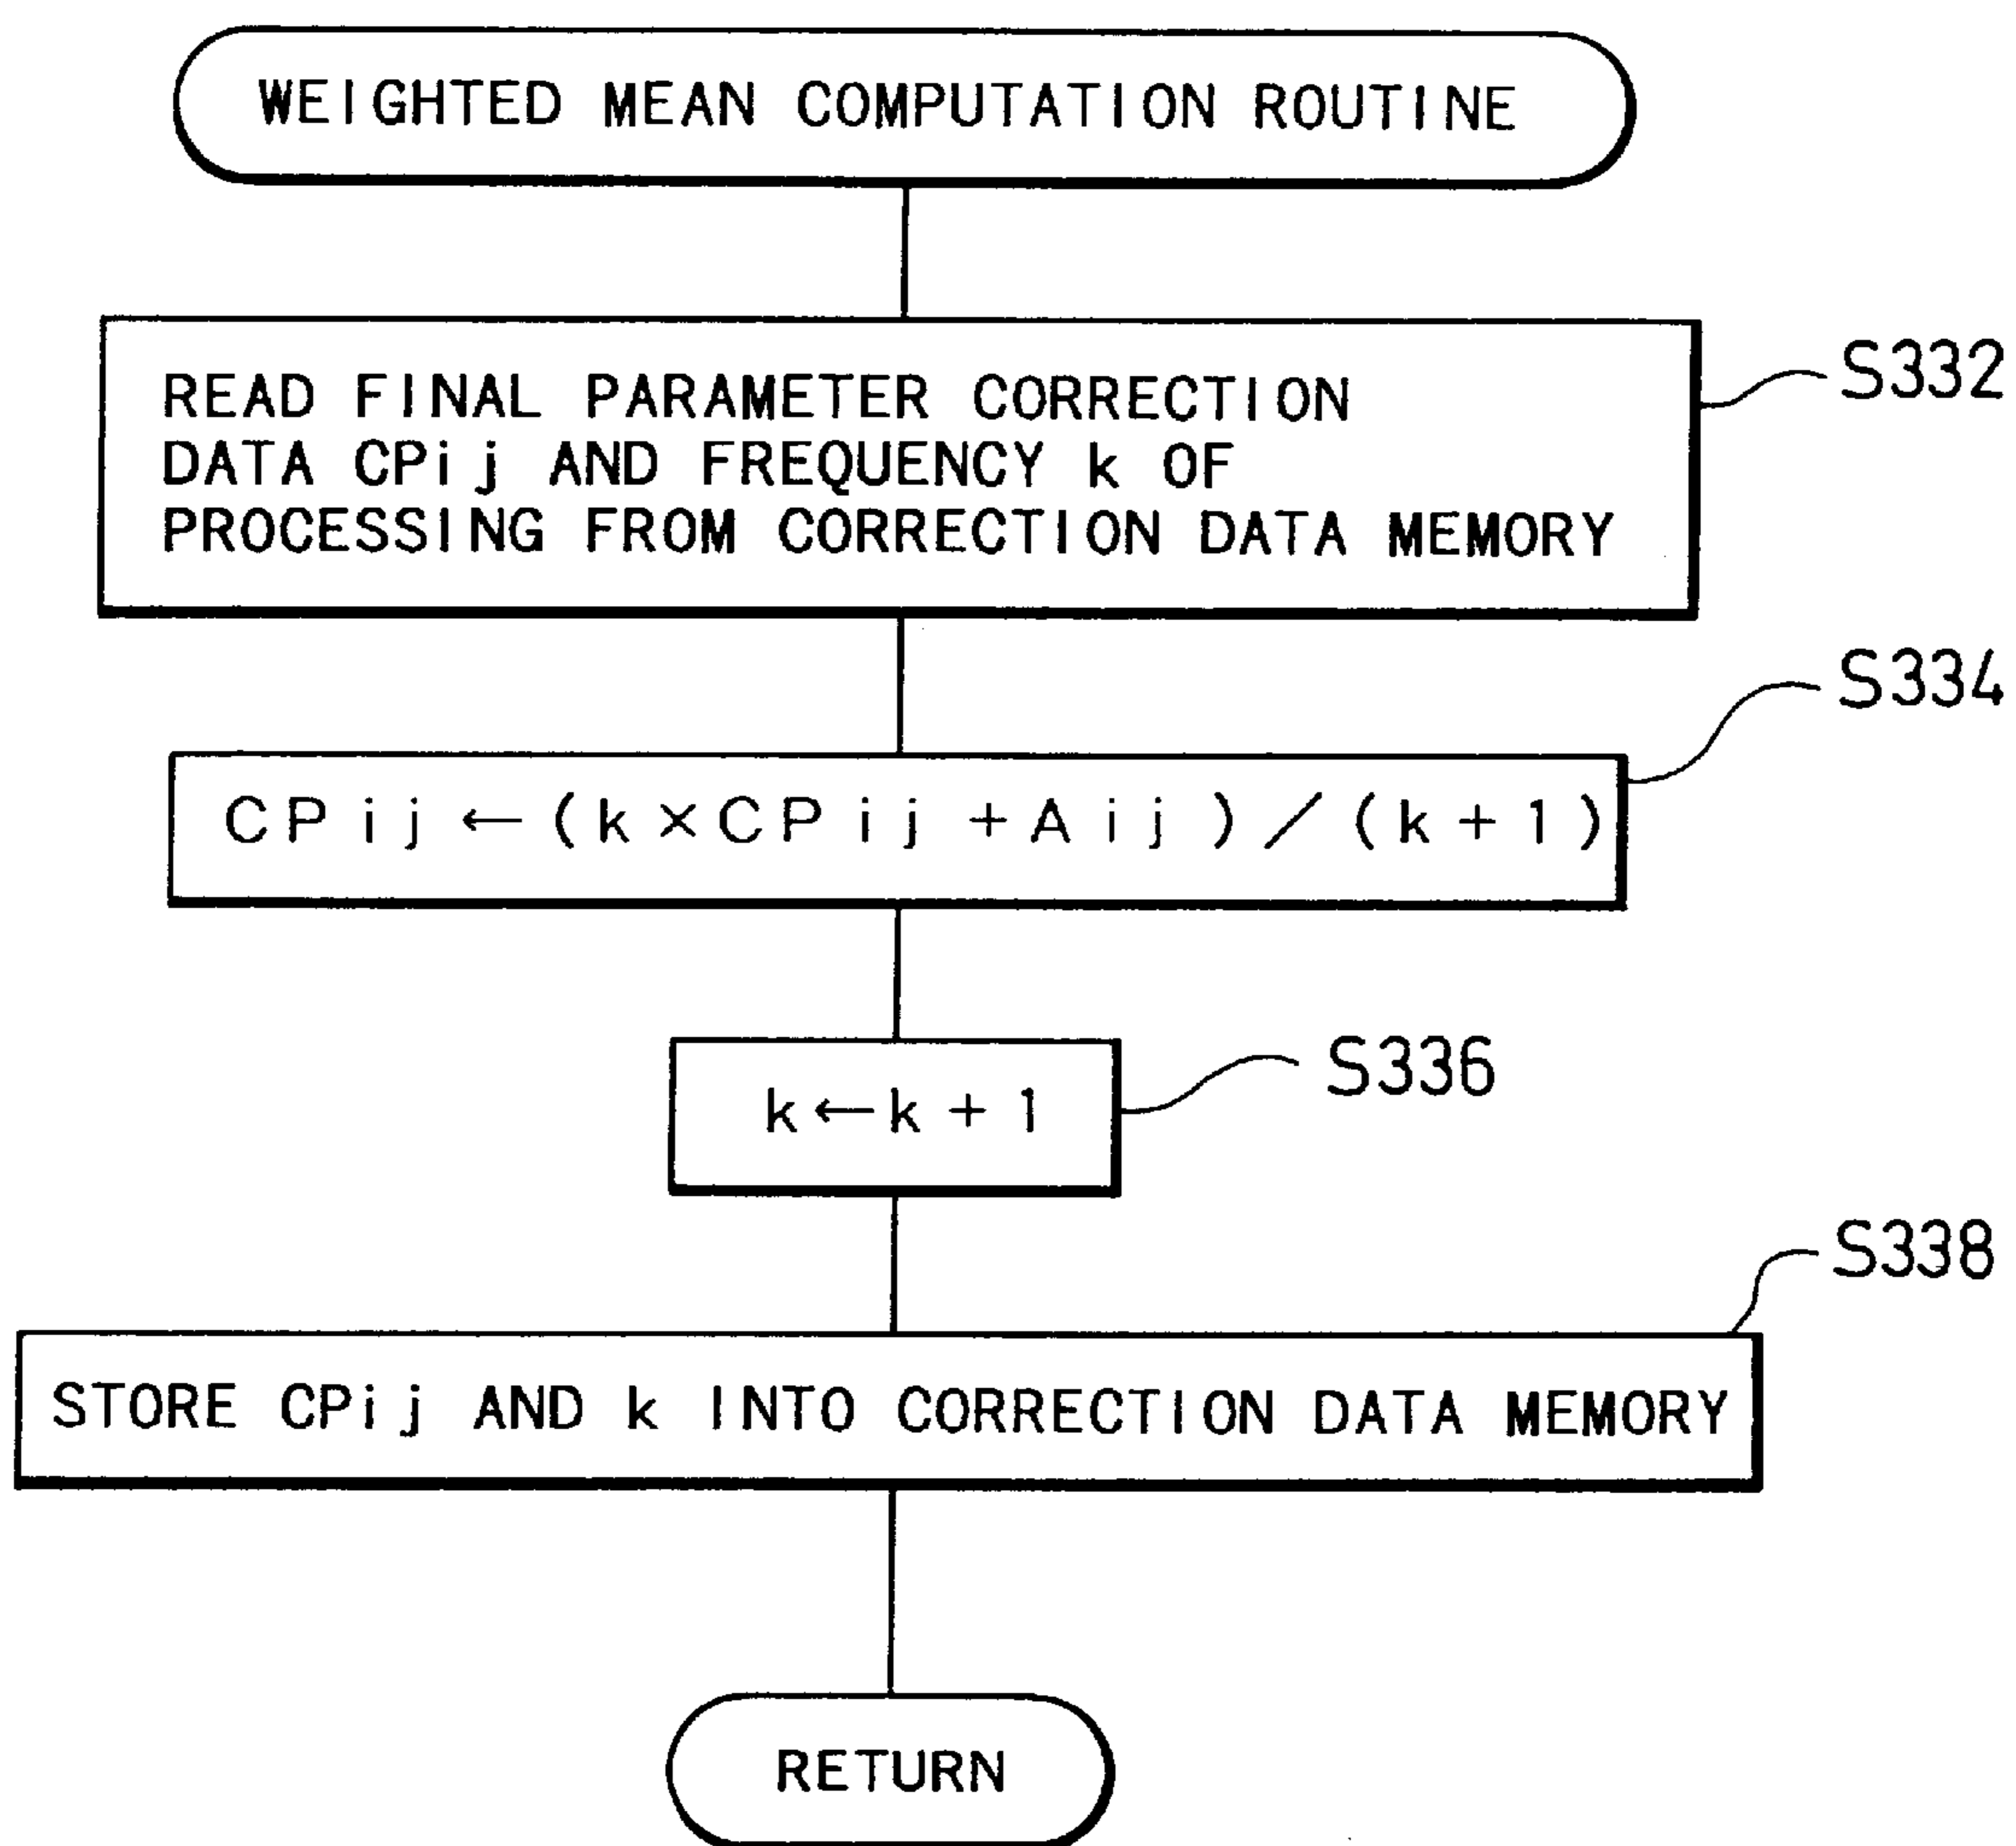 WEIGHTED MEAN COMPUTATION ROUTINE
READ FINAL PARAMETER CORRECTION
DATA CPij AND FREQUENCY k OF
PROCESSING FROM CORRECTION DATA MEMORY
S332
S334
CPij←(k×CPij+Aij)/(k+1)
S336
k←k+1
S338
STORE CPij AND k INTO CORRECTION DATA MEMORY
RETURN